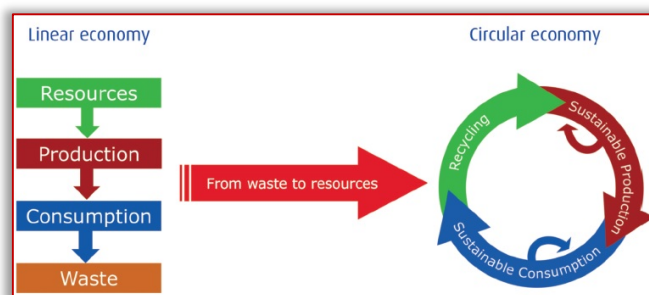 Linear economy
Circular economy
Resources
Production
Consumption
Waste
From waste to resources
Recycling
Sustainable Production
Sustainable Consumption